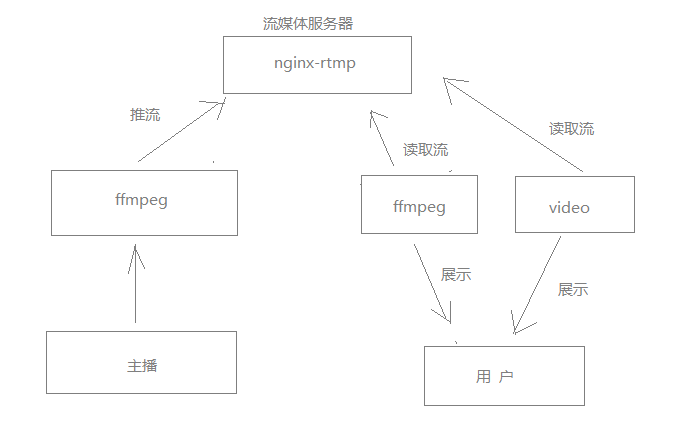 流媒体服务器
nginx-rtmp
推流
读取流
读取流
ffmpeg
ffmpeg
video
展示
展示
主播
用 户